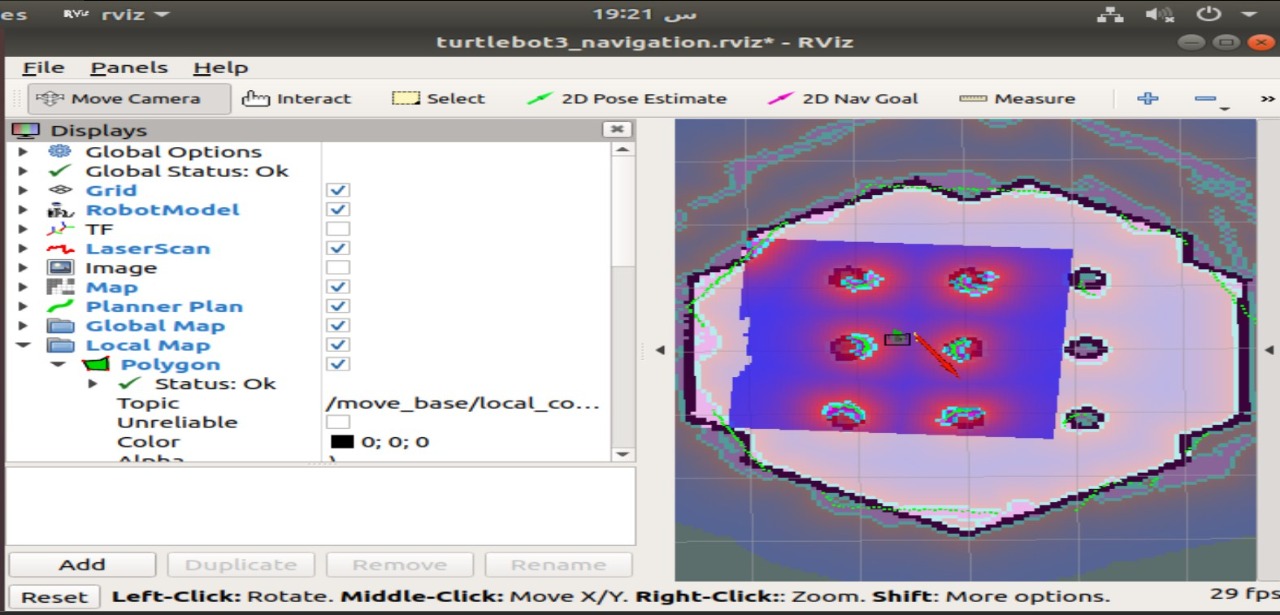 es RViz rviz 19:21 س
turtlebot3_navigation.rviz* - RViz
File Panels Help
Move Camera Interact Select 2D Pose Estimate 2D Nav Goal Measure »
Displays
Global Options
Global Status: Ok
Grid
RobotModel
TF
LaserScan
Image
Map
Planner Plan
Global Map
Local Map
Polygon
Status: Ok
Topic /move_base/local_co...
Unreliable
Color 0; 0; 0
Alpha
Add Duplicate Remove Rename
Reset Left-Click: Rotate. Middle-Click: Move X/Y. Right-Click:: Zoom. Shift: More options. 29 fps